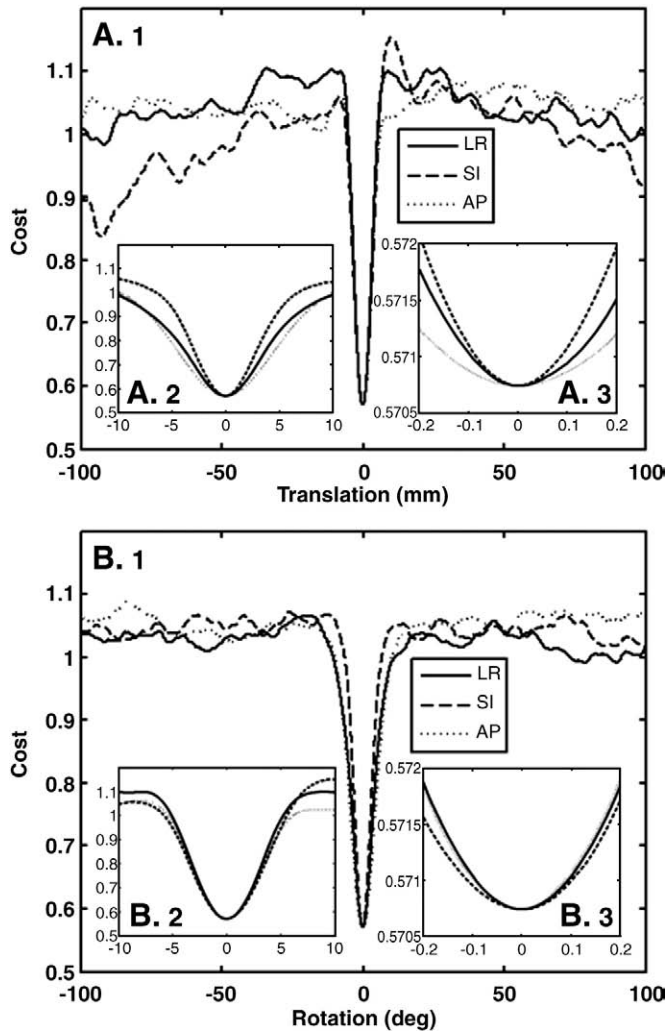 A. 1
1.1
1
0.9
0.8
0.7
0.6
0.5
Cost
LR
SI
AP
1.1
1
0.9
0.8
0.7
0.6
0.5
A. 2
-10 -5 0 5 10
0.572
0.5715
0.571
0.5705
A. 3
-0.2 -0.1 0 0.1 0.2
-100 -50 0 50 100
Translation (mm)
B. 1
1.1
1
0.9
0.8
0.7
0.6
0.5
Cost
LR
SI
AP
1.1
1
0.9
0.8
0.7
0.6
0.5
B. 2
-10 -5 0 5 10
0.572
0.5715
0.571
0.5705
B. 3
-0.2 -0.1 0 0.1 0.2
-100 -50 0 50 100
Rotation (deg)